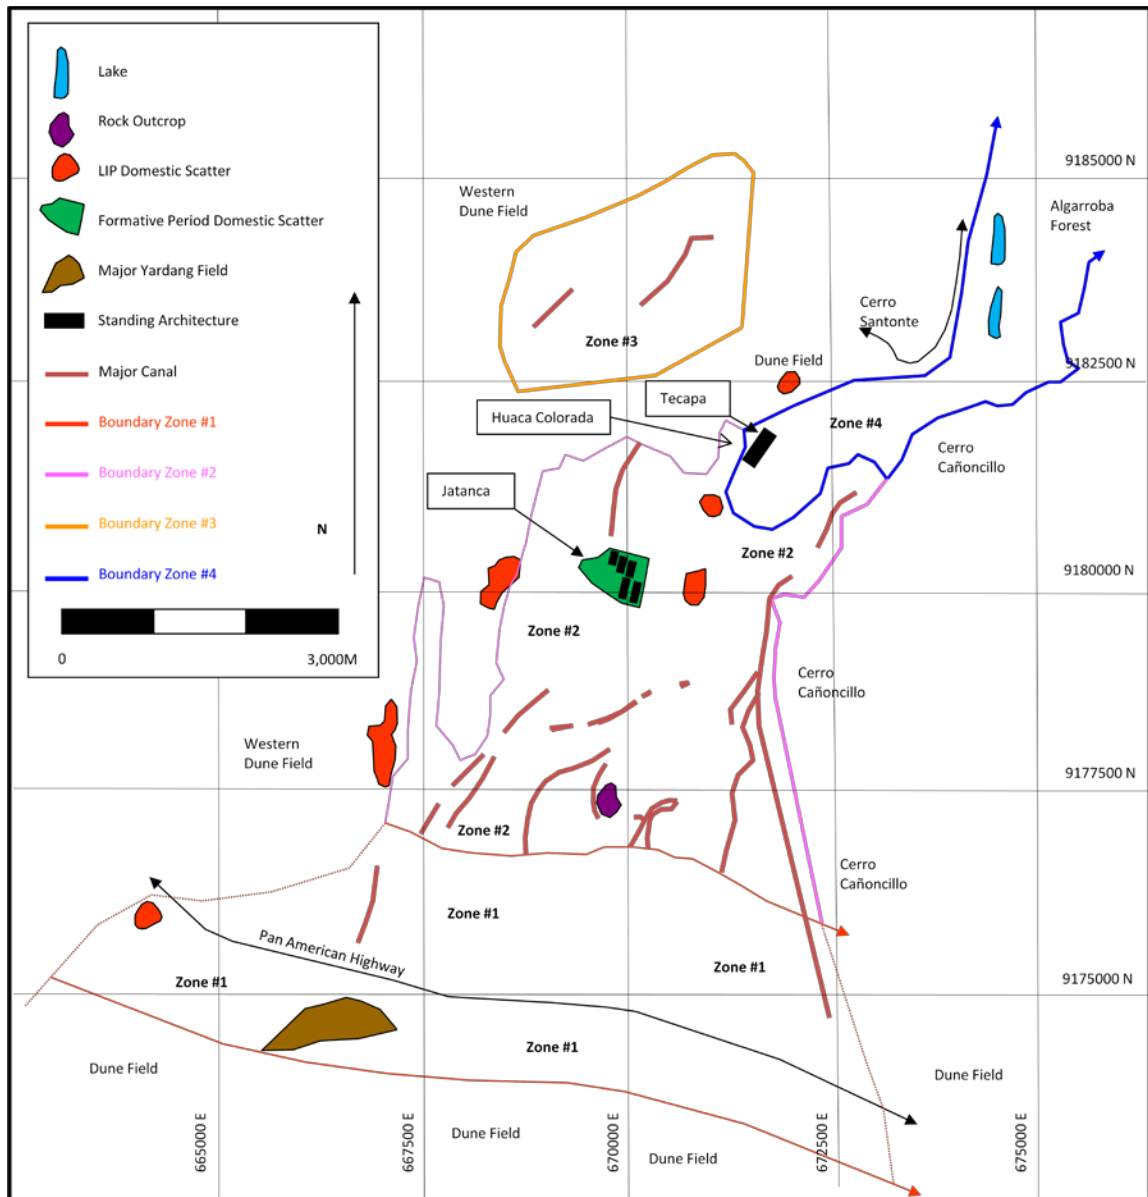 Lake
Rock Outcrop
LIP Domestic Scatter
Formative Period Domestic Scatter
Major Yardang Field
Standing Architecture
Major Canal
Boundary Zone #1
Boundary Zone #2
Boundary Zone #3
Boundary Zone #4
N
0
3,000M
Western
Dune Field
9185000 N
Algarroba
Forest
Cerro
Santonte
Zone #3
Dune Field
9182500 N
Tecapa
Huaca Colorada
Zone #4
Cerro
Cañoncillo
Jatanca
Zone #2
9180000 N
Zone #2
Cerro
Cañoncillo
Western
Dune Field
9177500 N
Zone #2
Cerro
Cañoncillo
Zone #1
Pan American Highway
Zone #1
Zone #1
9175000 N
Zone #1
Dune Field
Dune Field
Dune Field
Dune Field
665000 E
667500 E
670000 E
672500 E
675000 E